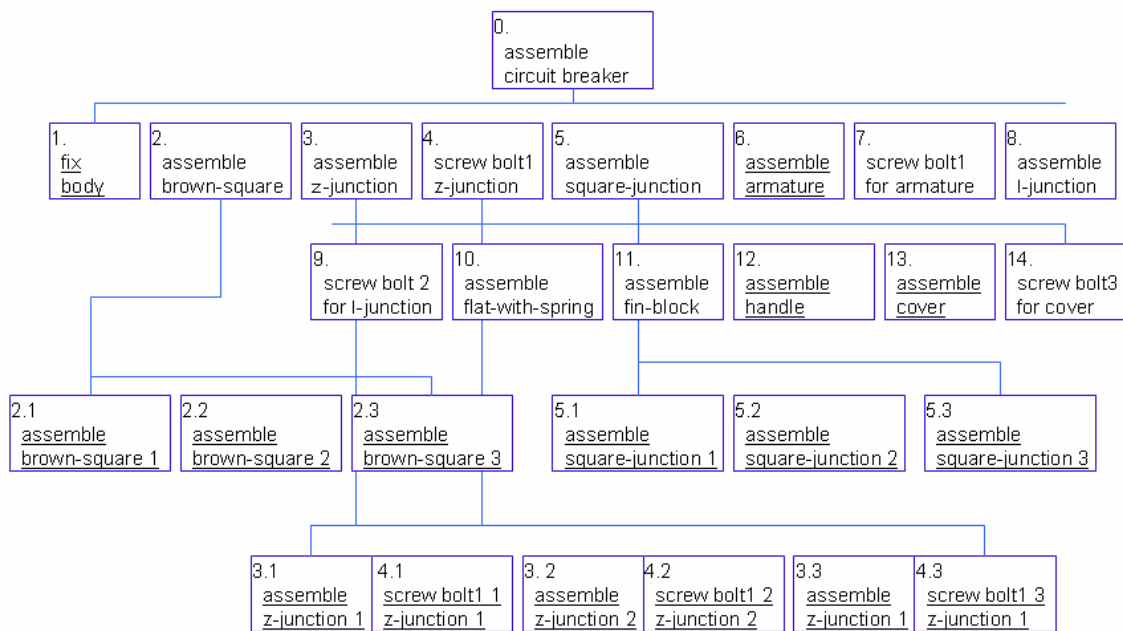 0.
assemble
circuit breaker
1.
fix
body
2.
assemble
brown-square
3.
assemble
z-junction
4.
screw bolt1
z-junction
5.
assemble
square-junction
6.
assemble
armature
7.
screw bolt1
for armature
8.
assemble
l-junction
9.
screw bolt 2
for l-junction
10.
assemble
flat-with-spring
11.
assemble
fin-block
12.
assemble
handle
13.
assemble
cover
14.
screw bolt3
for cover
2.1
assemble
brown-square 1
2.2
assemble
brown-square 2
2.3
assemble
brown-square 3
5.1
assemble
square-junction 1
5.2
assemble
square-junction 2
5.3
assemble
square-junction 3
3.1
assemble
z-junction 1
4.1
screw bolt1 1
z-junction 1
3. 2
assemble
z-junction 2
4.2
screw bolt1 2
z-junction 2
3.3
assemble
z-junction 1
4.3
screw bolt1 3
z-junction 1